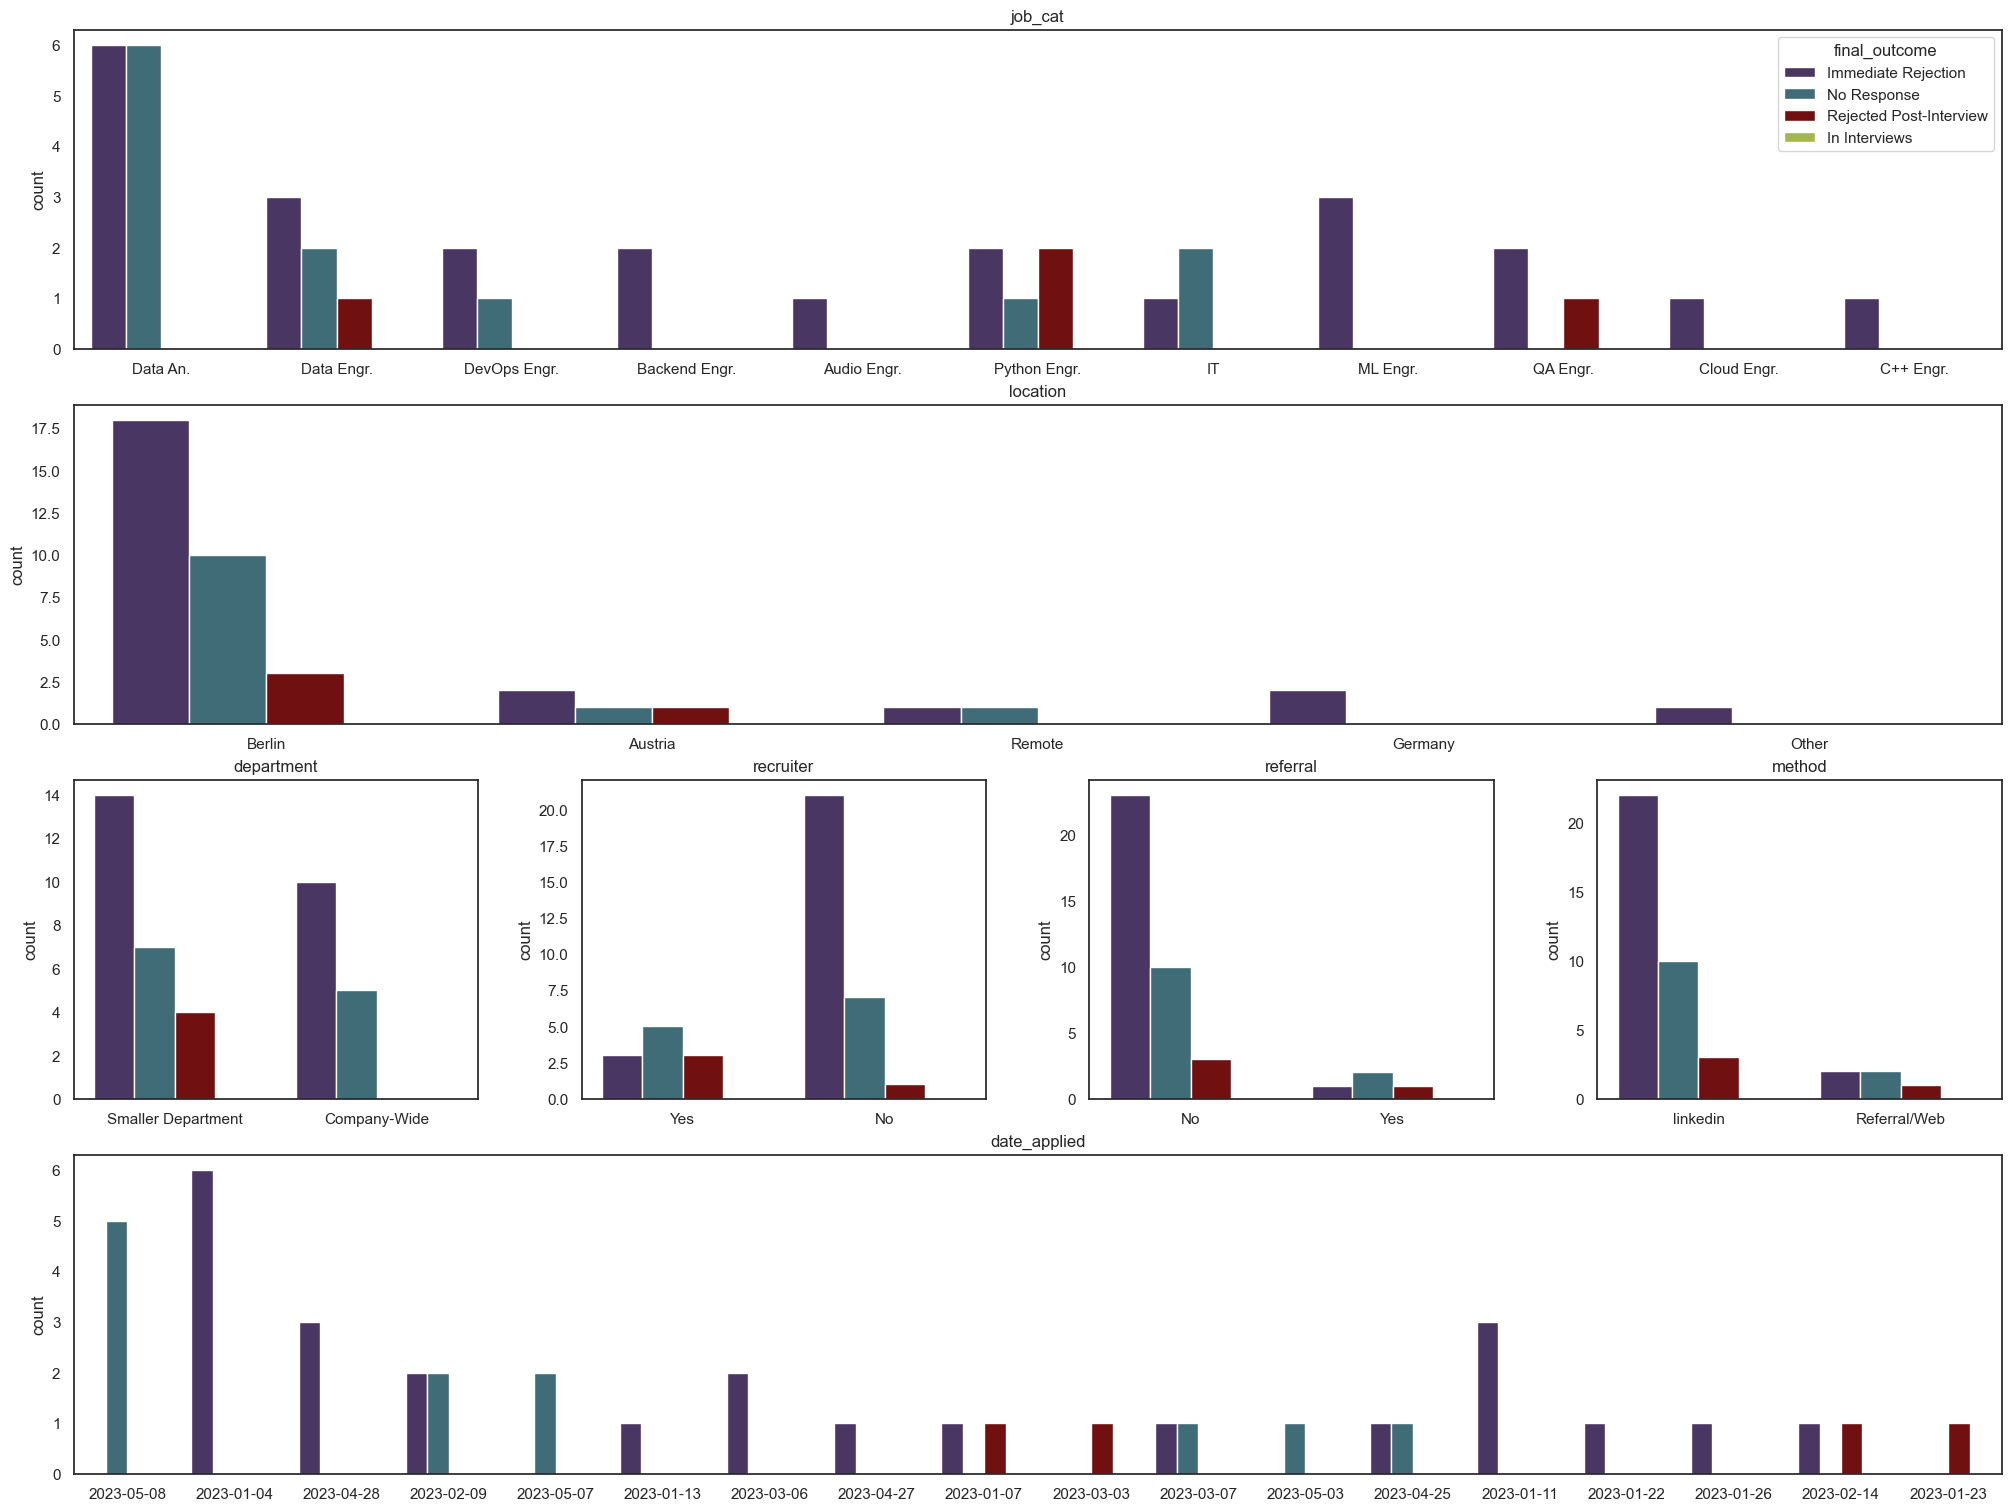 job_cat
final_outcome
Immediate Rejection
No Response
Rejected Post-Interview
In Interviews
count
6
5
4
3
2
1
0
Data An. Data Engr. DevOps Engr. Backend Engr. Audio Engr. Python Engr. IT ML Engr. QA Engr. Cloud Engr. C++ Engr.
location
count
17.5
15.0
12.5
10.0
7.5
5.0
2.5
0.0
Berlin Austria Remote Germany Other
department
count
14
12
10
8
6
4
2
0
Smaller Department Company-Wide
recruiter
count
20.0
17.5
15.0
12.5
10.0
7.5
5.0
2.5
0.0
Yes No
referral
count
20
15
10
5
0
No Yes
method
count
20
15
10
5
0
linkedin Referral/Web
date_applied
count
6
5
4
3
2
1
0
2023-05-08 2023-01-04 2023-04-28 2023-02-09 2023-05-07 2023-01-13 2023-03-06 2023-04-27 2023-01-07 2023-03-03 2023-03-07 2023-05-03 2023-04-25 2023-01-11 2023-01-22 2023-01-26 2023-02-14 2023-01-23